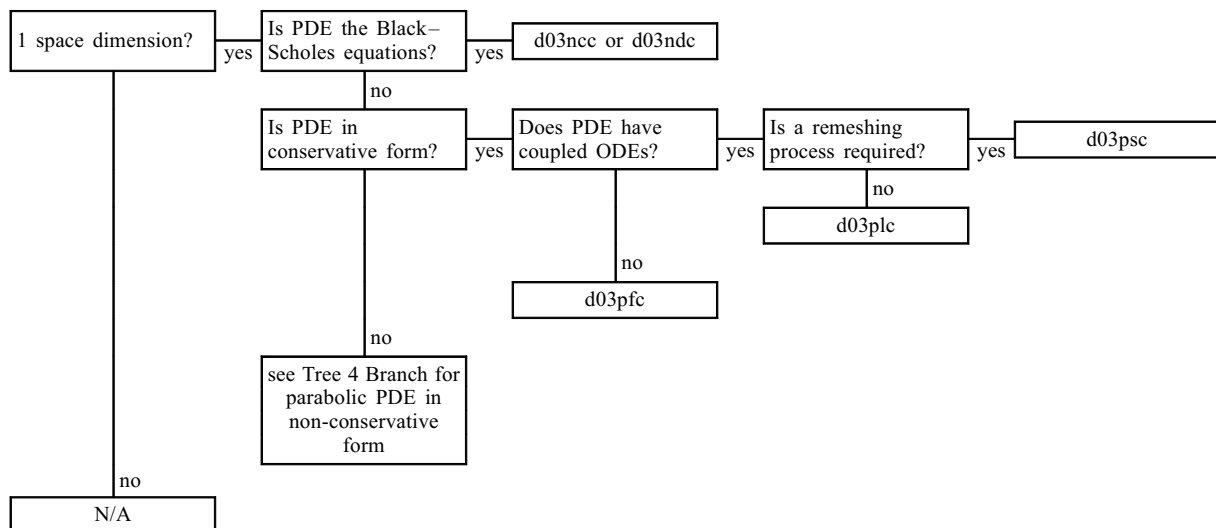 1 space dimension?
yes
Is PDE the Black–
Scholes equations?
yes
d03ncc or d03ndc
no
Is PDE in
conservative form?
yes
Does PDE have
coupled ODEs?
yes
Is a remeshing
process required?
yes
d03psc
no
d03plc
no
d03pfc
no
see Tree 4 Branch for
parabolic PDE in
non-conservative
form
no
N/A